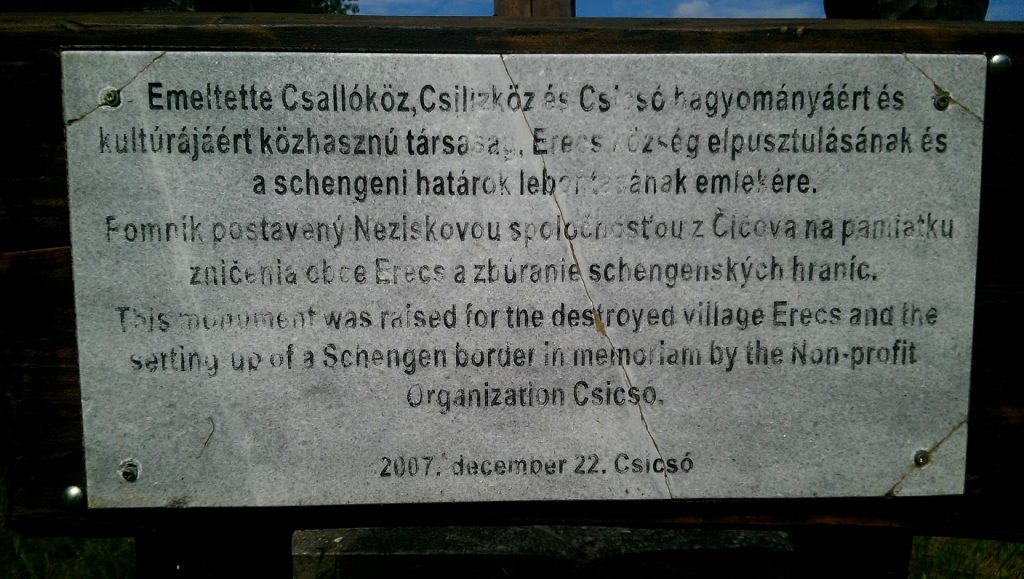 Emeltette Csallóköz,Csilizköz és Csicsó hagyományáért és
kultúrájáért közhasznú társaság, Erecs község elpusztulásának és
a schengeni határok lebontásának emlékére.
Pomník postavený Neziskovou spoločnosťou z Číčova na pamiatku
zničenia obce Erecs a zbúranie schengenských hraníc.
This monument was raised for the destroyed village Erecs and the
setting up of a Schengen border in memoriam by the Non-profit
Organization Csicsó.
2007. december 22. Csicsó